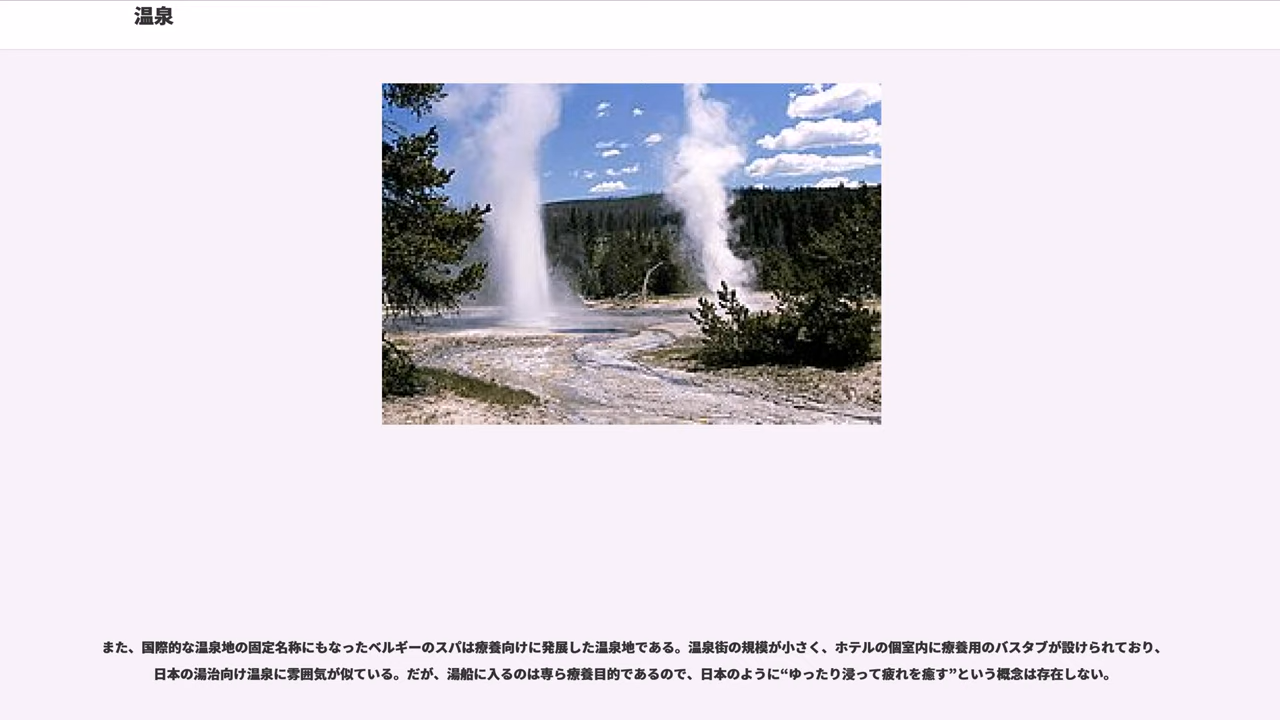 温泉
また、国際的な温泉地の固定名称にもなったベルギーのスパは療養向けに発展した温泉地である。温泉街の規模が小さく、ホテルの個室内に療養用のバスタブが設けられており、
日本の湯治向け温泉に雰囲気が似ている。だが、湯船に入るのは専ら療養目的であるので、日本のように“ゆったり浸って疲れを癒す”という概念は存在しない。